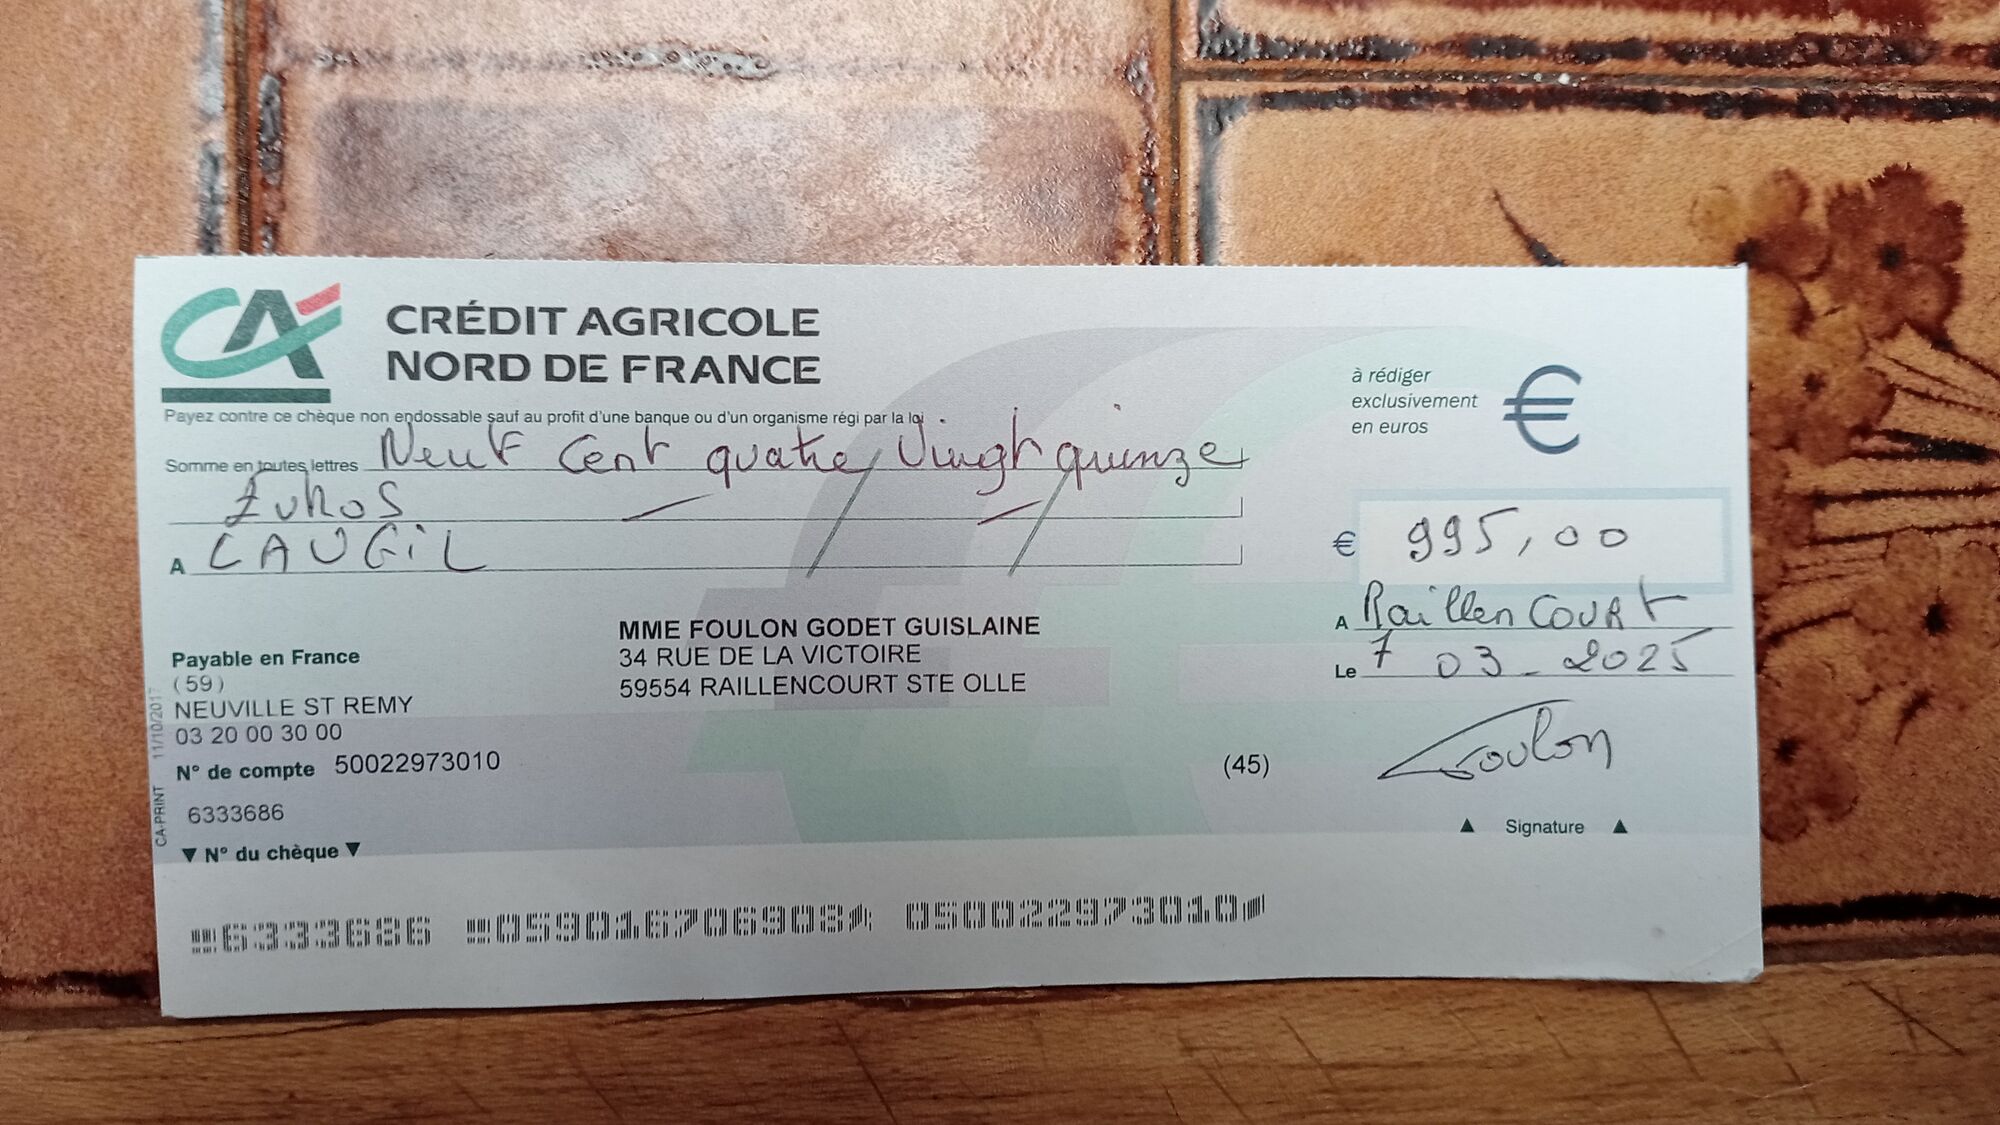 CA
CRÉDIT AGRICOLE
NORD DE FRANCE
Payez contre ce chèque non endossable sauf au profit d'une banque ou d'un organisme régi par la loi
à rédiger
exclusivement
en euros
€
Somme en toutes lettres Neuf cent quatre Vingt quinze
Euros
A CAUGIL
€ 995,00
A Raillencourt
Le 7 03 - 2025
MME FOULON GODET GUISLAINE
34 RUE DE LA VICTOIRE
59554 RAILLENCOURT STE OLLE
Payable en France
(59)
NEUVILLE ST REMY
03 20 00 30 00
N° de compte 50022973010
(45)
Foulon
▲ Signature ▲
6333686
▼ N° du chèque ▼
CA-PRINT 11/10/2017
6333686 059016706908 050022973010